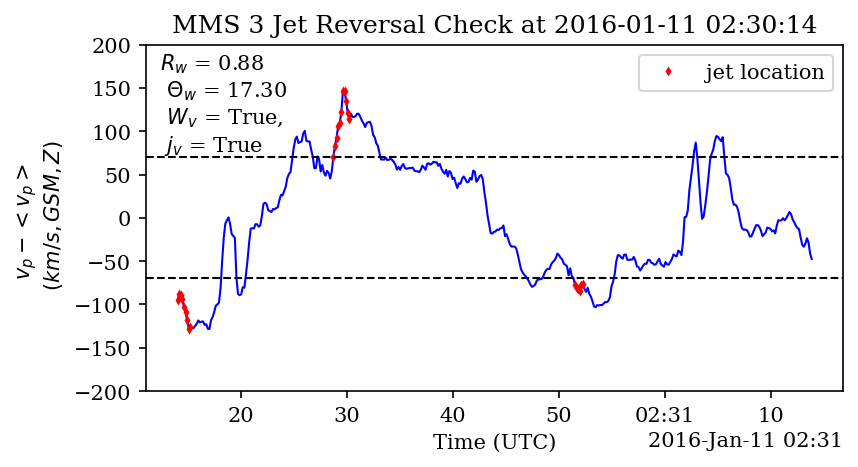 MMS 3 Jet Reversal Check at 2016-01-11 02:30:14
R_w = 0.88
Θ_w = 17.30
W_v = True,
j_v = True
jet location
v_p − < v_p >
(km/s, GSM, Z)
200
150
100
50
0
−50
−100
−150
−200
20
30
40
50
02:31
10
Time (UTC)
2016-Jan-11 02:31